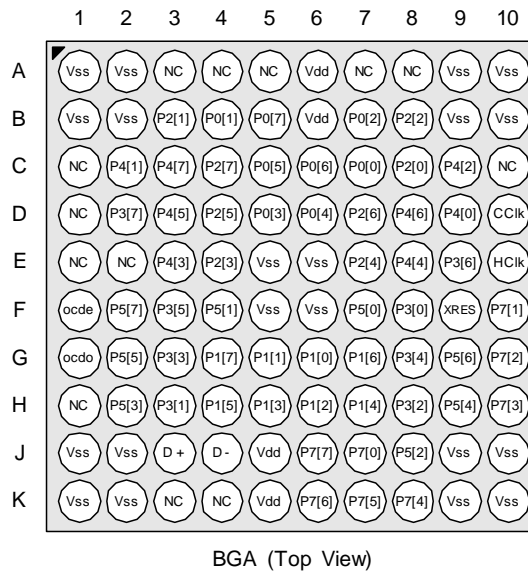 1 2 3 4 5 6 7 8 9 10
A Vss Vss NC NC NC Vdd NC NC Vss Vss
B Vss Vss P2[1] P0[1] P0[7] Vdd P0[2] P2[2] Vss Vss
C NC P4[1] P4[7] P2[7] P0[5] P0[6] P0[0] P2[0] P4[2] NC
D NC P3[7] P4[5] P2[5] P0[3] P0[4] P2[6] P4[6] P4[0] CClk
E NC NC P4[3] P2[3] Vss Vss P2[4] P4[4] P3[6] HClk
F ocde P5[7] P3[5] P5[1] Vss Vss P5[0] P3[0] XRES P7[1]
G ocdo P5[5] P3[3] P1[7] P1[1] P1[0] P1[6] P3[4] P5[6] P7[2]
H NC P5[3] P3[1] P1[5] P1[3] P1[2] P1[4] P3[2] P5[4] P7[3]
J Vss Vss D + D - Vdd P7[7] P7[0] P5[2] Vss Vss
K Vss Vss NC NC Vdd P7[6] P7[5] P7[4] Vss Vss
BGA (Top View)